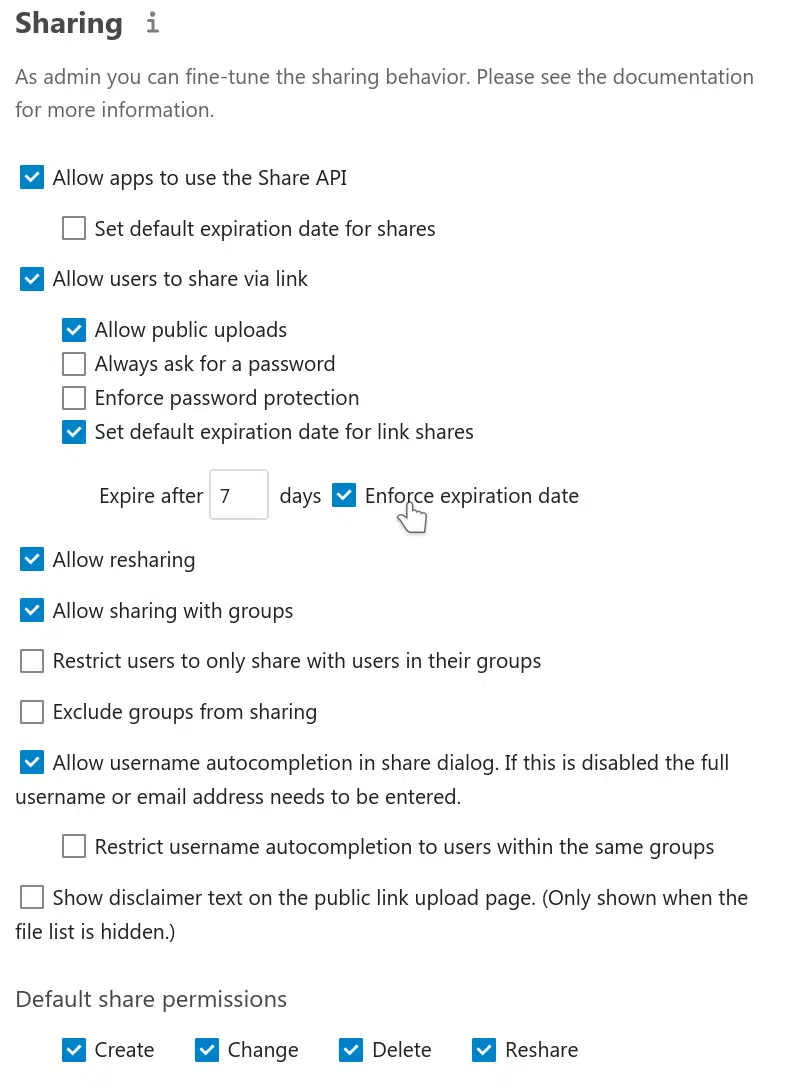 Sharing i
As admin you can fine-tune the sharing behavior. Please see the documentation
for more information.
Allow apps to use the Share API
Set default expiration date for shares
Allow users to share via link
Allow public uploads
Always ask for a password
Enforce password protection
Set default expiration date for link shares
Expire after 7 days Enforce expiration date
Allow resharing
Allow sharing with groups
Restrict users to only share with users in their groups
Exclude groups from sharing
Allow username autocompletion in share dialog. If this is disabled the full
username or email address needs to be entered.
Restrict username autocompletion to users within the same groups
Show disclaimer text on the public link upload page. (Only shown when the
file list is hidden.)
Default share permissions
Create Change Delete Reshare